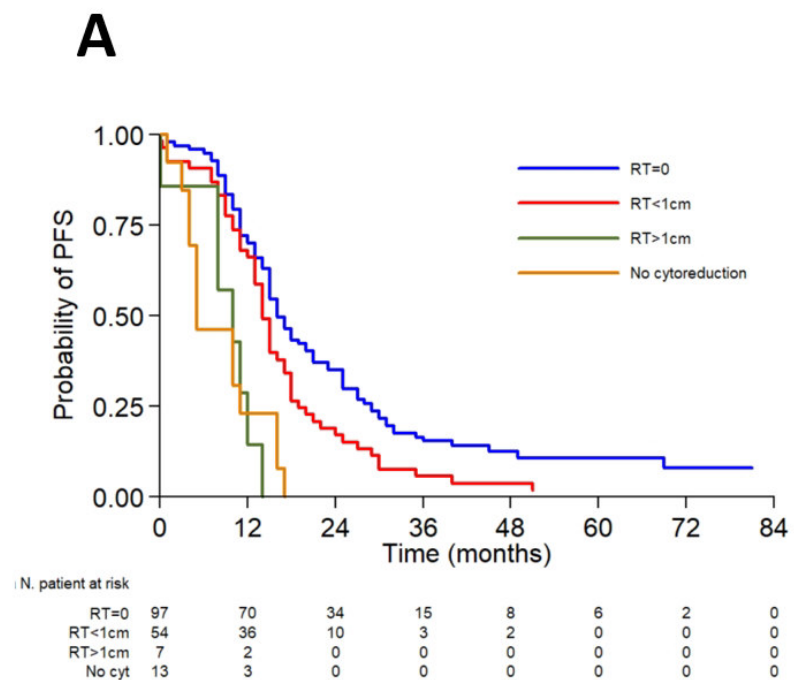 A
Probability of PFS
1.00
0.75
0.50
0.25
0.00
RT=0
RT<1cm
RT>1cm
No cytoreduction
0 12 24 36 48 60 72 84
Time (months)
N. patient at risk
RT=0 97 70 34 15 8 6 2 0
RT<1cm 54 36 10 3 2 0 0 0
RT>1cm 7 2 0 0 0 0 0 0
No cyt 13 3 0 0 0 0 0 0